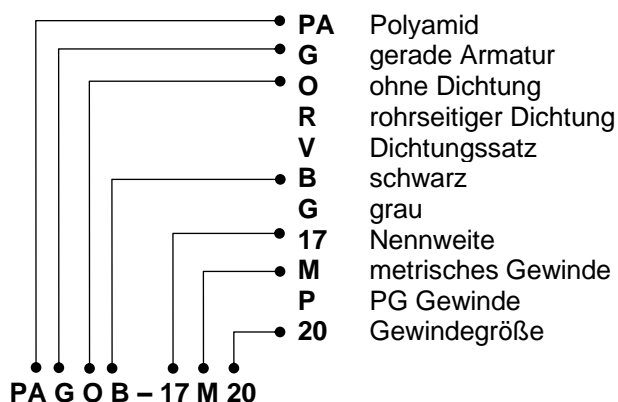 PA Polyamid
G gerade Armatur
O ohne Dichtung
R rohrseitiger Dichtung
V Dichtungssatz
B schwarz
G grau
17 Nennweite
M metrisches Gewinde
P PG Gewinde
20 Gewindegröße
PA G O B – 17 M 20